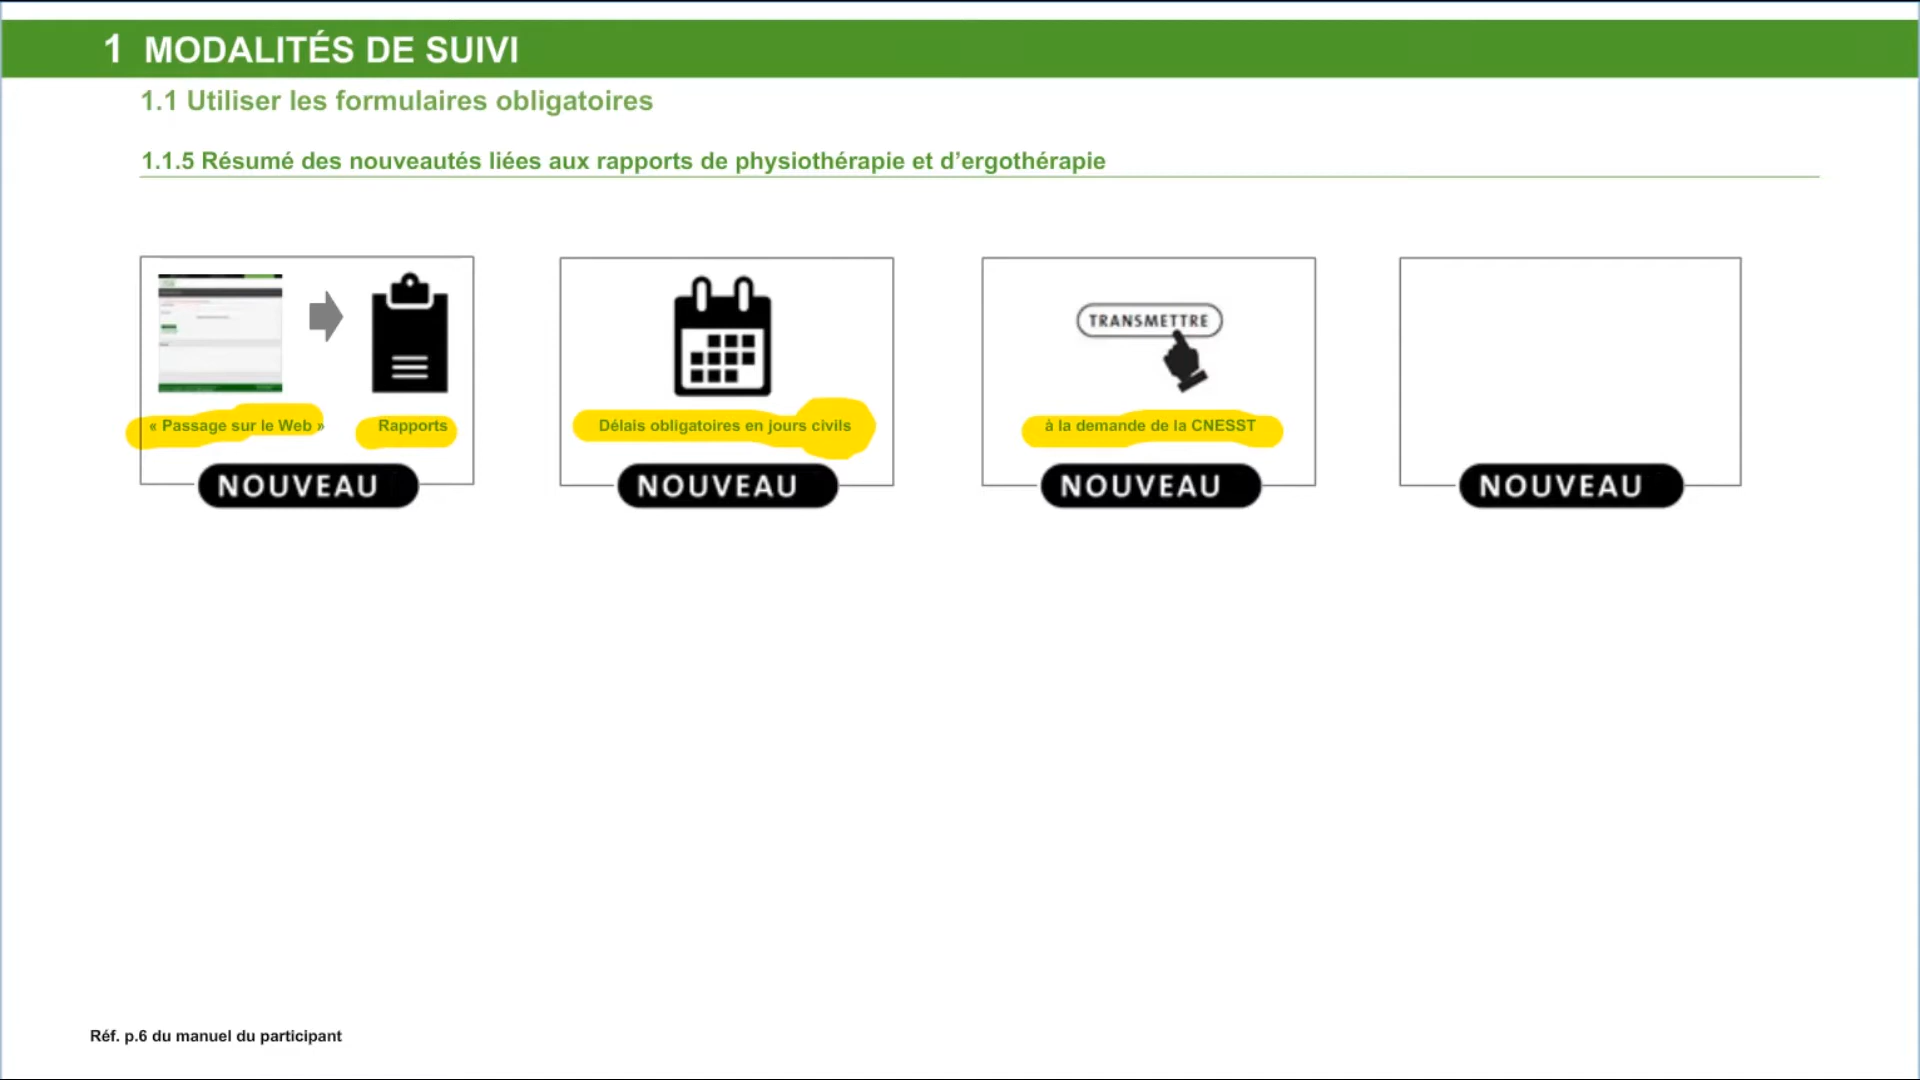 1 MODALITÉS DE SUIVI
1.1 Utiliser les formulaires obligatoires
1.1.5 Résumé des nouveautés liées aux rapports de physiothérapie et d’ergothérapie
« Passage sur le Web »
Rapports
NOUVEAU
Délais obligatoires en jours civils
NOUVEAU
TRANSMETTRE
à la demande de la CNESST
NOUVEAU
NOUVEAU
Réf. p.6 du manuel du participant